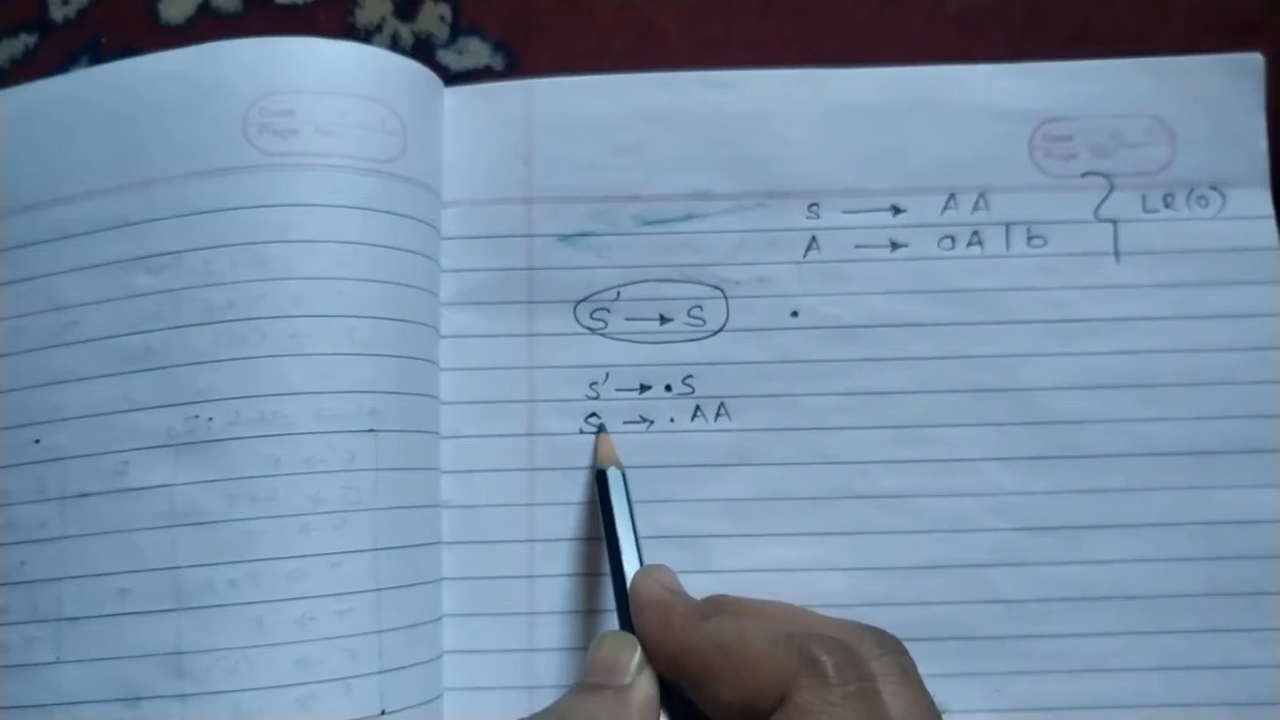 S → AA } LR(0)
A → aA | b
S' → S .
S' → .S
S → .AA